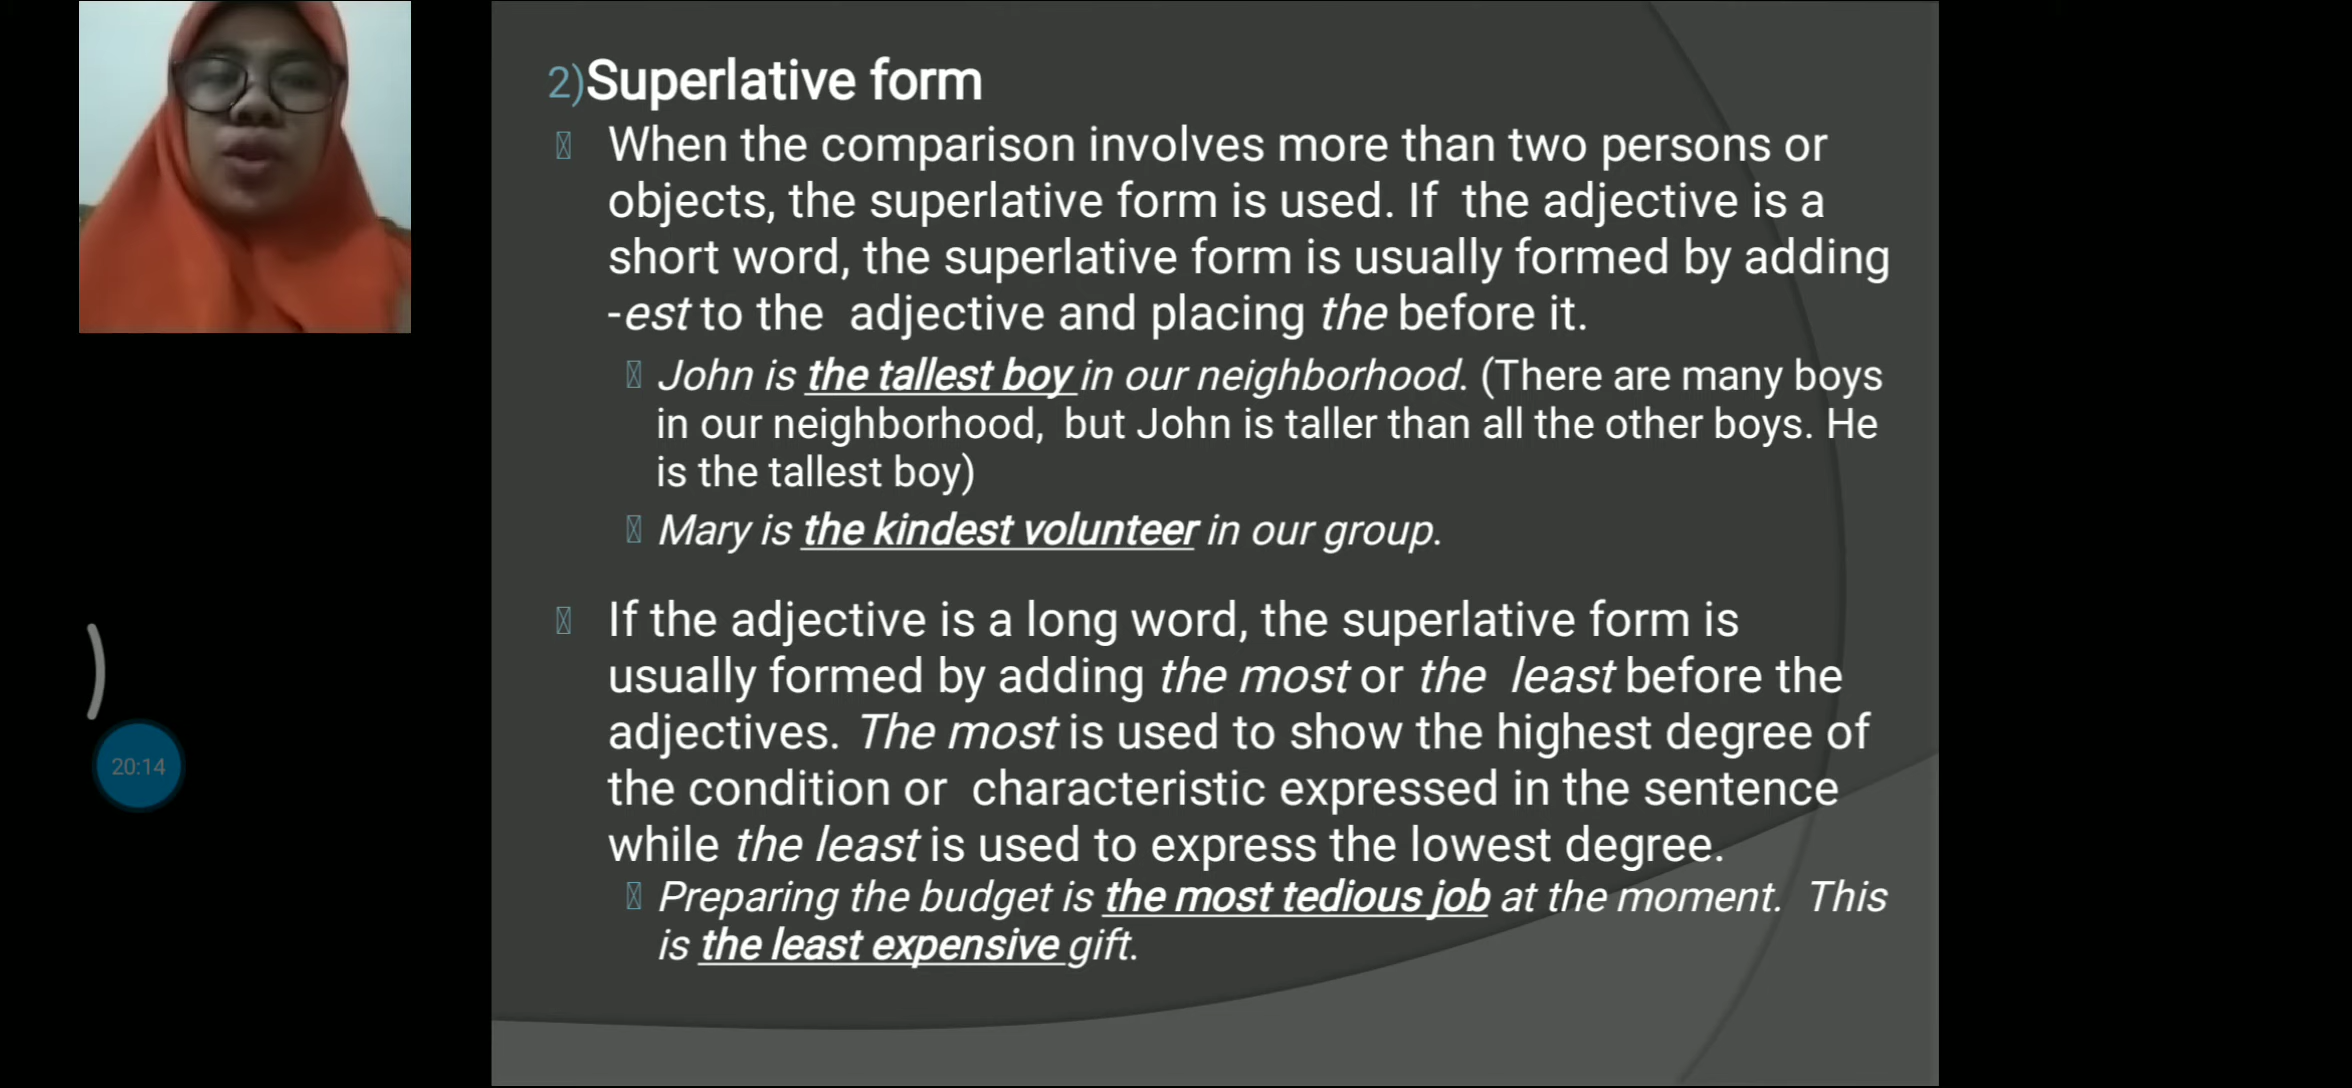 2)Superlative form
When the comparison involves more than two persons or
objects, the superlative form is used. If the adjective is a
short word, the superlative form is usually formed by adding
-est to the adjective and placing the before it.
John is the tallest boy in our neighborhood. (There are many boys
in our neighborhood, but John is taller than all the other boys. He
is the tallest boy)
Mary is the kindest volunteer in our group.
If the adjective is a long word, the superlative form is
usually formed by adding the most or the least before the
adjectives. The most is used to show the highest degree of
the condition or characteristic expressed in the sentence
while the least is used to express the lowest degree.
Preparing the budget is the most tedious job at the moment. This
is the least expensive gift.
20:14